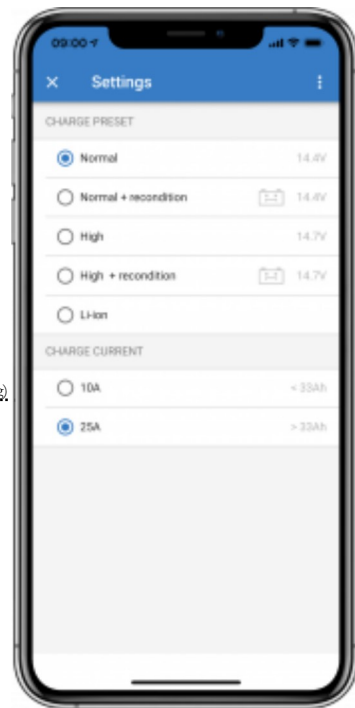 09:00
Settings
CHARGE PRESET
Normal 14.4V
Normal + recondition 14.4V
High 14.7V
High + recondition 14.7V
Li-ion
CHARGE CURRENT
10A < 33Ah
25A > 33Ah
g)